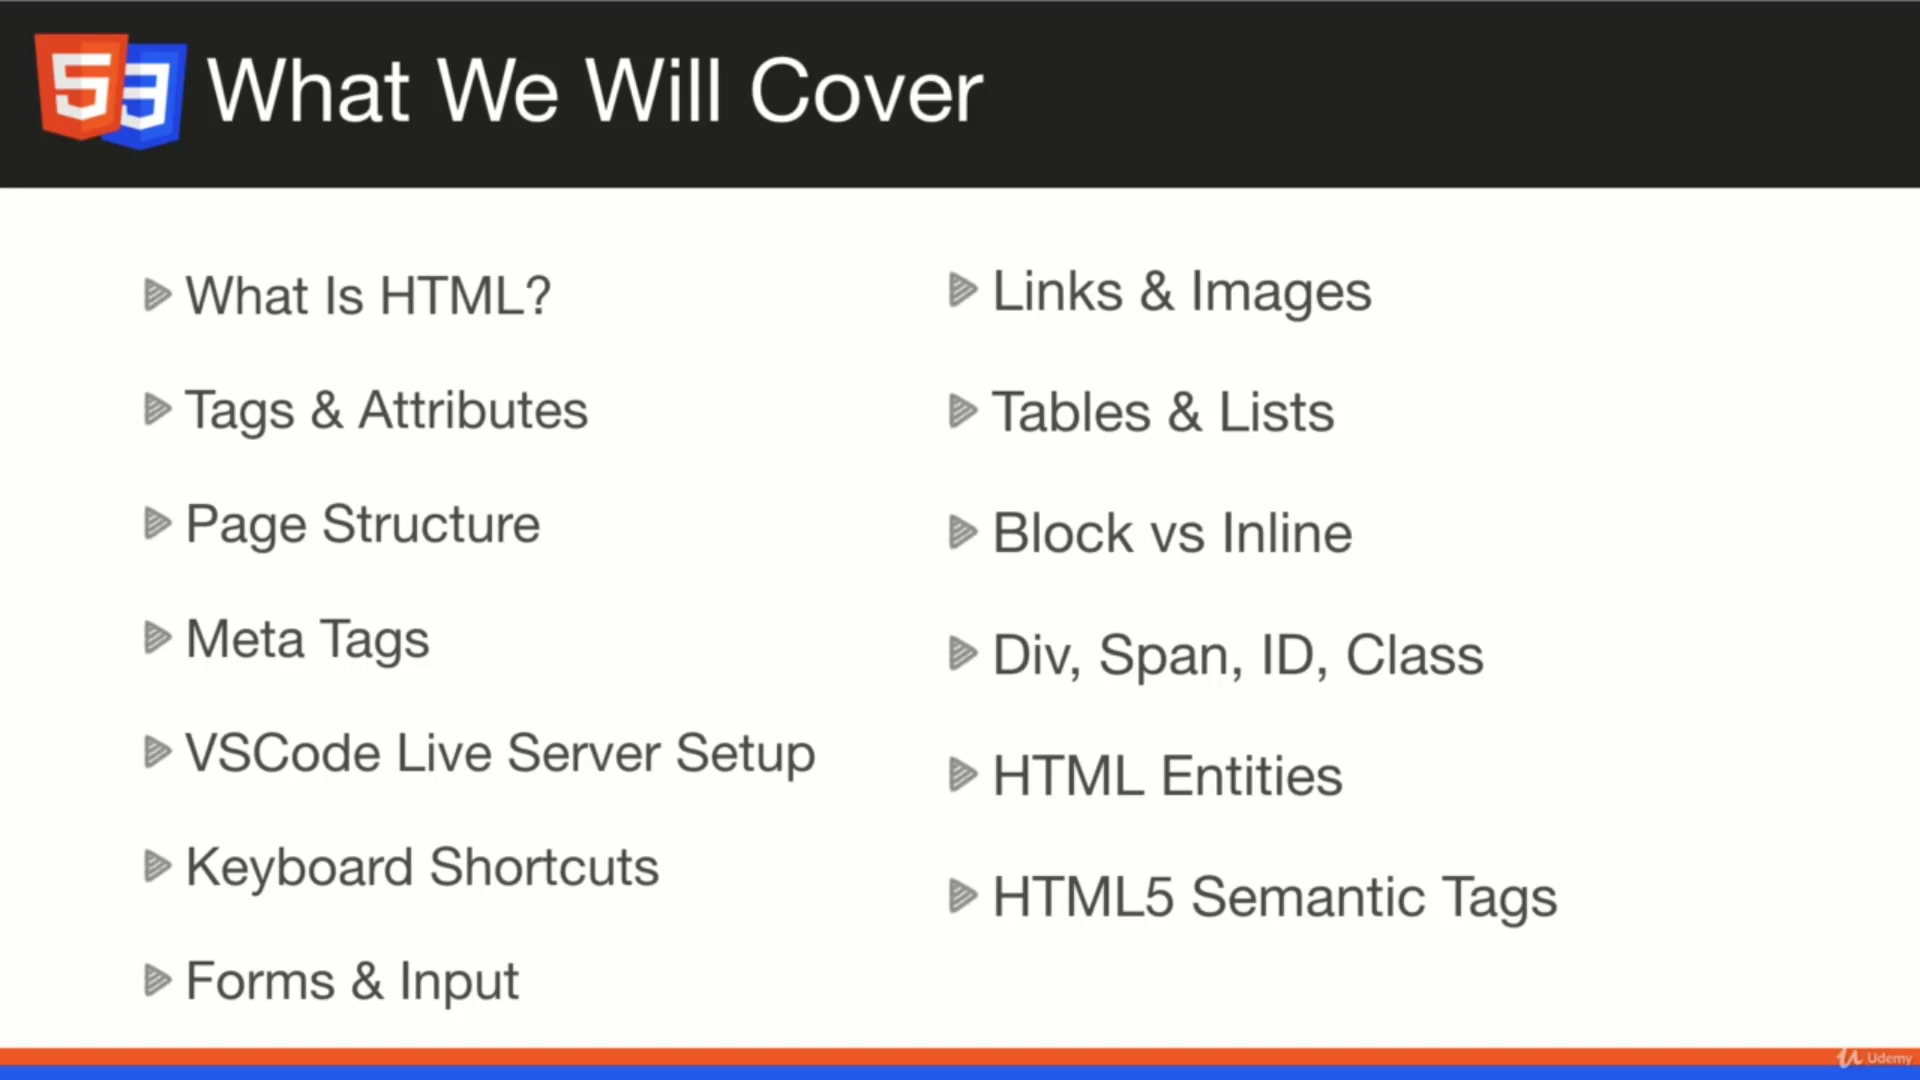 5 3 What We Will Cover
What Is HTML?
Tags & Attributes
Page Structure
Meta Tags
VSCode Live Server Setup
Keyboard Shortcuts
Forms & Input
Links & Images
Tables & Lists
Block vs Inline
Div, Span, ID, Class
HTML Entities
HTML5 Semantic Tags
Udemy